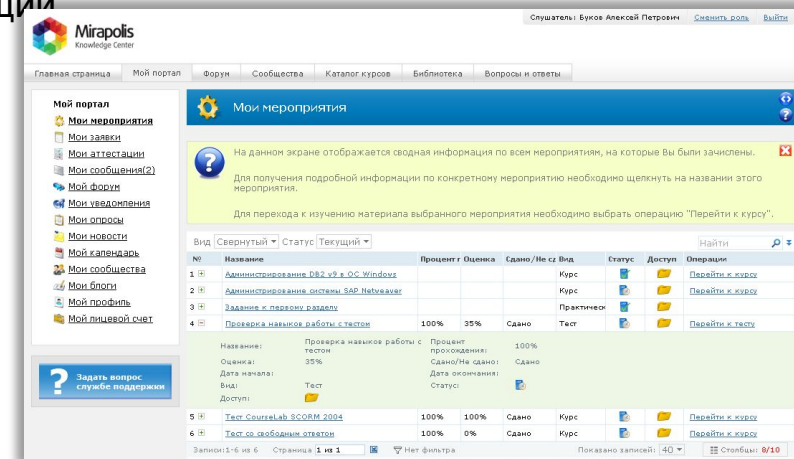 ции
Mirapolis
Knowledge Center
Слушатель: Буков Алексей Петрович Сменить роль Выйти
Главная страница Мой портал Форум Сообщества Каталог курсов Библиотека Вопросы и ответы
Мой портал
Мои мероприятия
Мои заявки
Мои аттестации
Мои сообщения(2)
Мой форум
Мои уведомления
Мои опросы
Мои новости
Мой календарь
Мои сообщества
Мои блоги
Мой профиль
Мой лицевой счет
Задать вопрос
службе поддержки
Мои мероприятия
На данном экране отображается сводная информация по всем мероприятиям, на которые Вы были зачислены.
Для получения подробной информации по конкретному мероприятию необходимо щелкнуть на названии этого
мероприятия.
Для перехода к изучению материала выбранного мероприятия необходимо выбрать операцию "Перейти к курсу".
Вид Свернутый Статус Текущий Найти
№ Название Процент г Оценка Сдано/Не сд Вид Статус Доступ Операции
1 Администрирование DB2 v9 в ОС Windows Курс Перейти к курсу
2 Администрирование системы SAP Netveaver Курс Перейти к курсу
3 Задание к первому разделу Практическ Перейти к курсу
4 Проверка навыков работы с тестом 100% 35% Сдано Тест Перейти к тесту
Название: Проверка навыков работы с тестом Процент прохождения: 100%
Оценка: 35% Сдано/Не сдано: Сдано
Дата начала: Дата окончания:
Вид: Тест Статус:
Доступ:
5 Тест CourseLab SCORM 2004 100% 100% Сдано Курс Перейти к курсу
6 Тест со свободным ответом 100% 0% Сдано Курс Перейти к курсу
Записи:1-6 из 6 Страница 1 из 1 Нет фильтра Показано записей: 40 Столбцы: 8/10